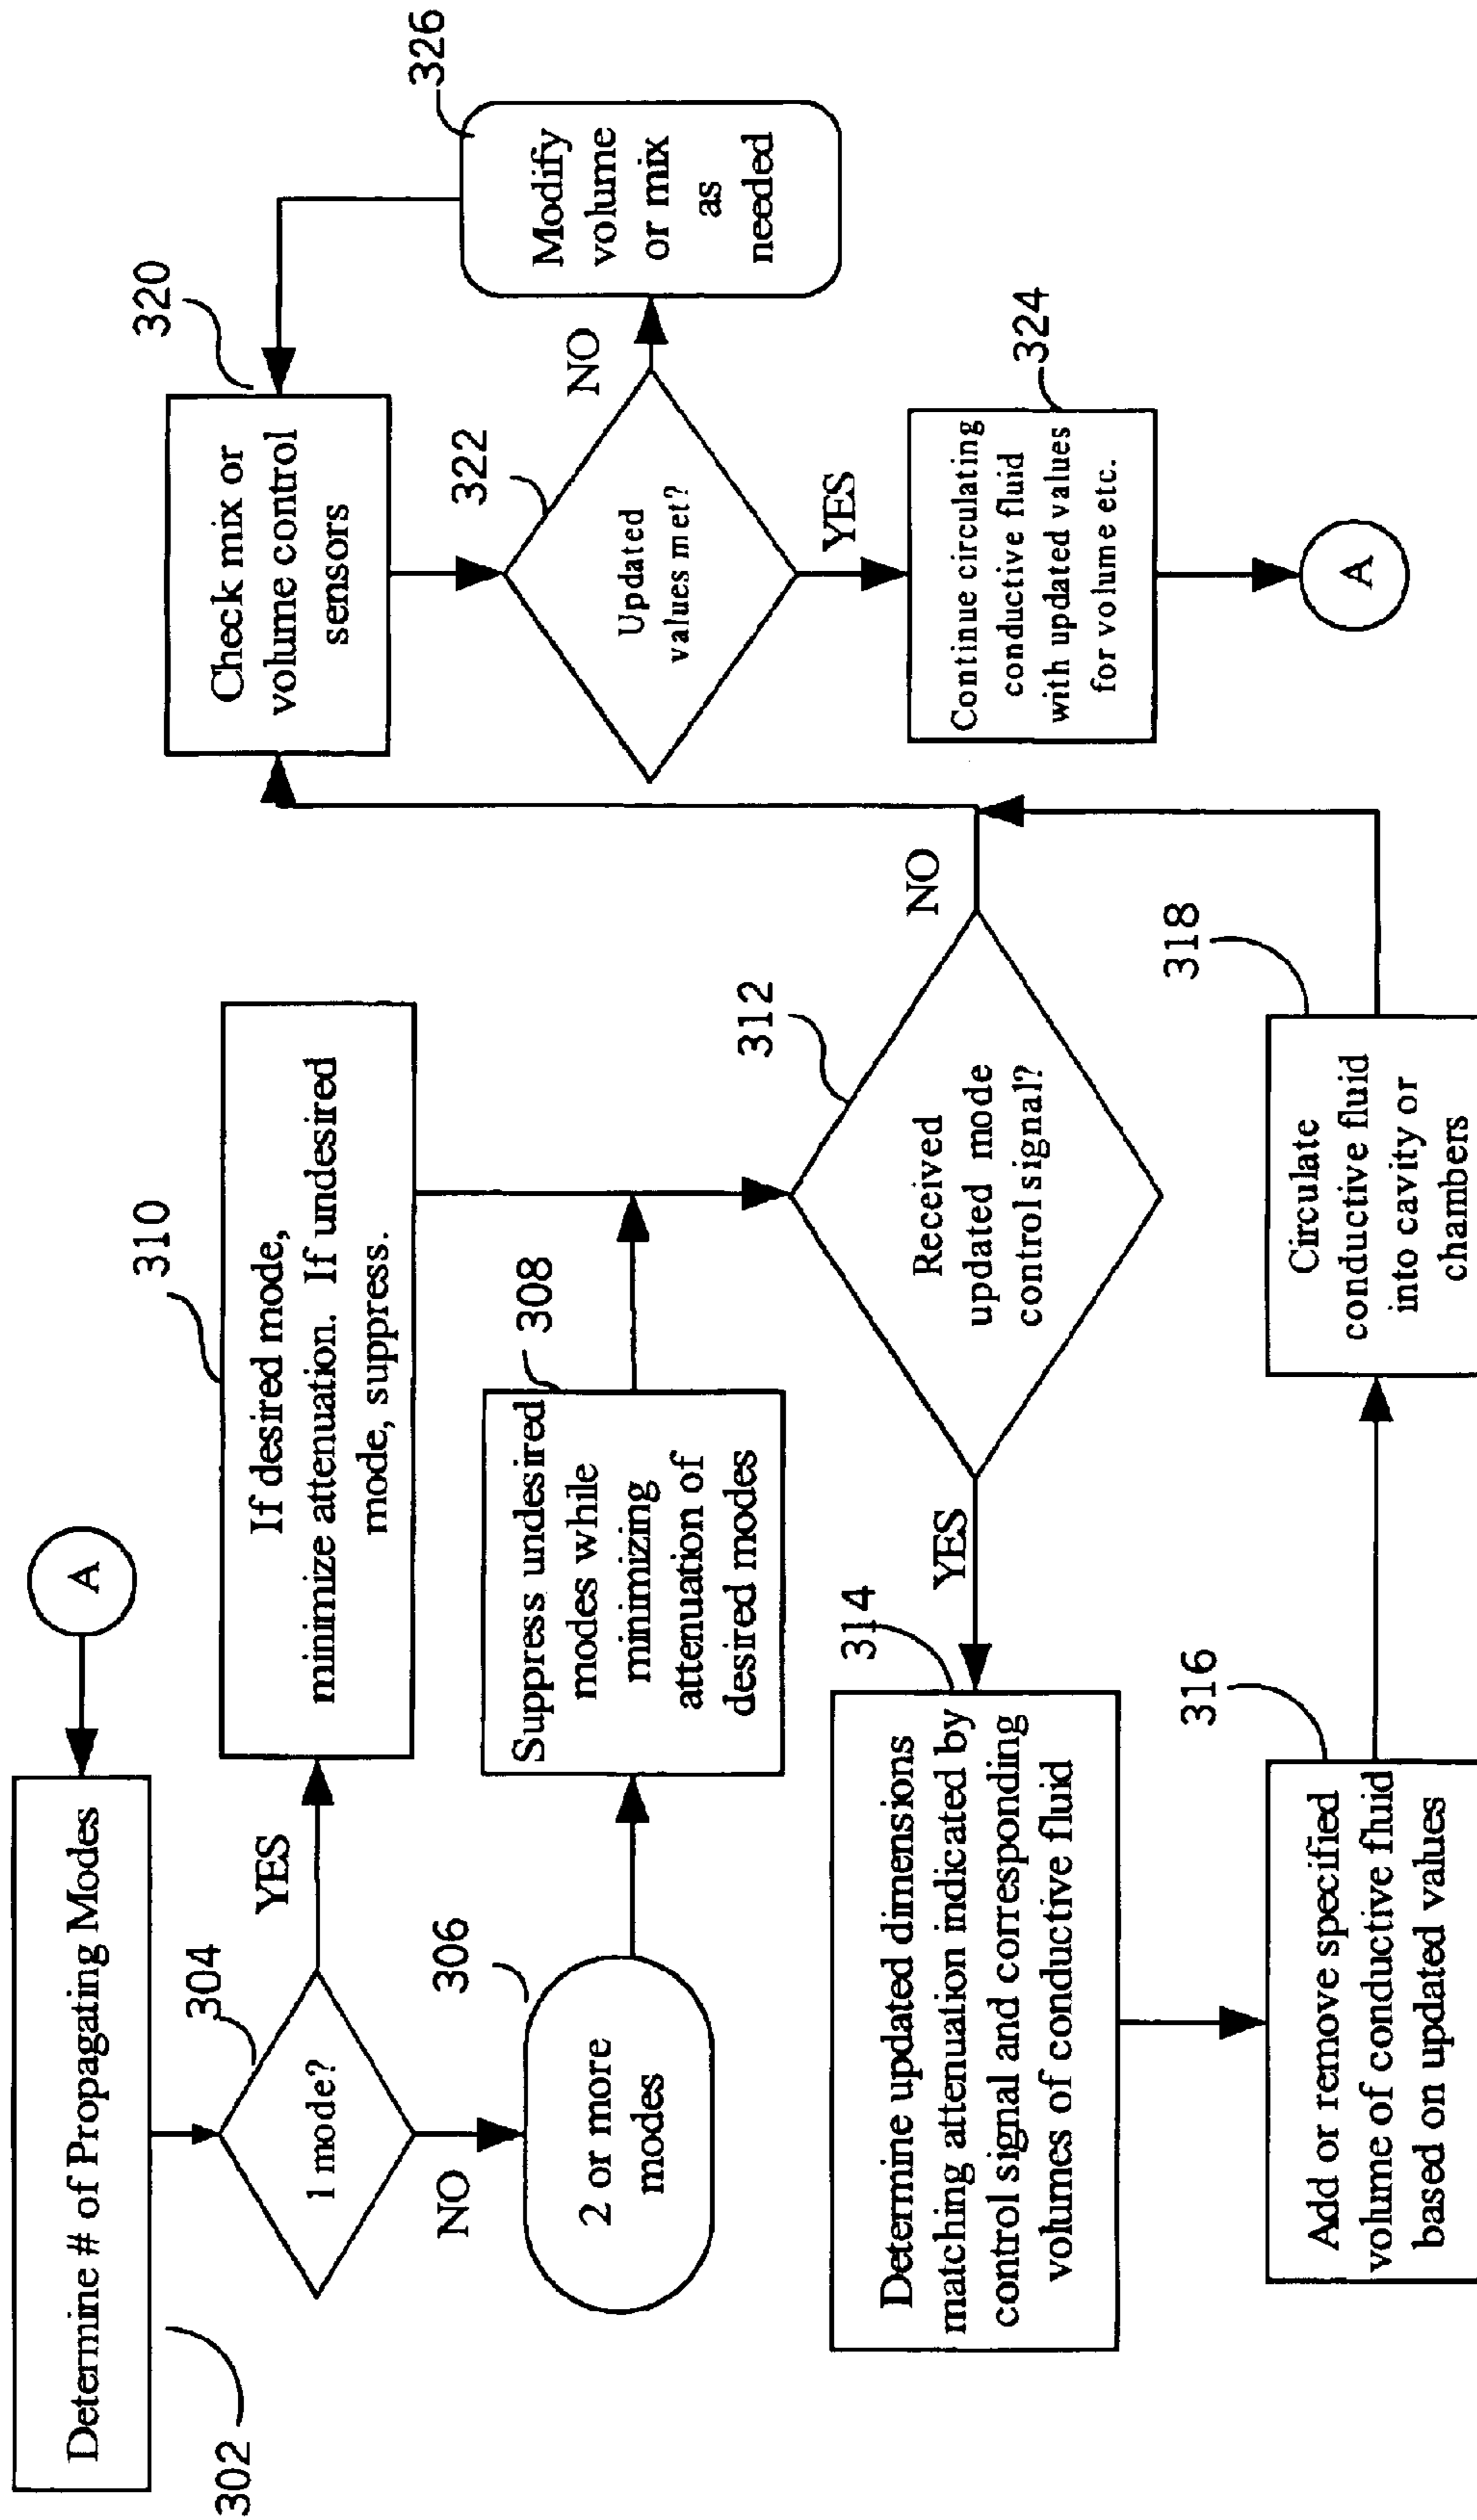 A
302
Determine # of Propagating Modes
304
1 mode?
YES
NO
306
2 or more
modes
308
Suppress undesired
modes while
minimizing
attenuation of
desired modes
310
If desired mode,
minimize attenuation. If undesired
mode, suppress.
312
Received
updated mode
control signal?
YES
NO
314
Determine updated dimensions
matching attenuation indicated by
control signal and corresponding
volumes of conductive fluid
316
Add or remove specified
volume of conductive fluid
based on updated values
318
Circulate
conductive fluid
into cavity or
chambers
320
Check mix or
volume control
sensors
322
Updated
values met?
NO
YES
326
Modify
volume
or mix
as
needed
324
Continue circulating
conductive fluid
with updated values
for volume etc.
A